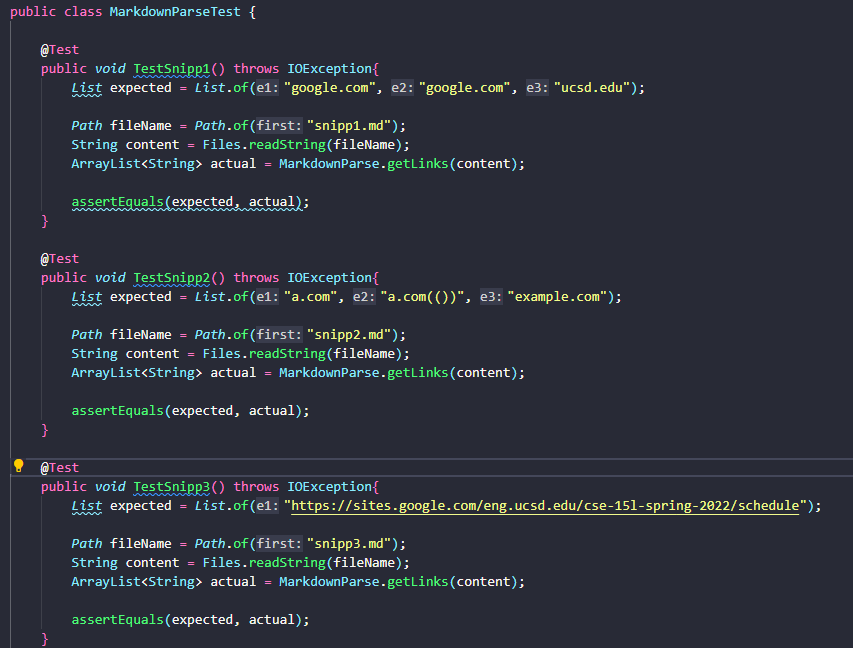 public class MarkdownParseTest {
@Test
public void TestSnipp1() throws IOException{
List expected = List.of(e1: "google.com", e2: "google.com", e3: "ucsd.edu");
Path fileName = Path.of(first: "snipp1.md");
String content = Files.readString(fileName);
ArrayList<String> actual = MarkdownParse.getLinks(content);
assertEquals(expected, actual);
}
@Test
public void TestSnipp2() throws IOException{
List expected = List.of(e1: "a.com", e2: "a.com(())", e3: "example.com");
Path fileName = Path.of(first: "snipp2.md");
String content = Files.readString(fileName);
ArrayList<String> actual = MarkdownParse.getLinks(content);
assertEquals(expected, actual);
}
@Test
public void TestSnipp3() throws IOException{
List expected = List.of(e1: "https://sites.google.com/eng.ucsd.edu/cse-15l-spring-2022/schedule");
Path fileName = Path.of(first: "snipp3.md");
String content = Files.readString(fileName);
ArrayList<String> actual = MarkdownParse.getLinks(content);
assertEquals(expected, actual);
}